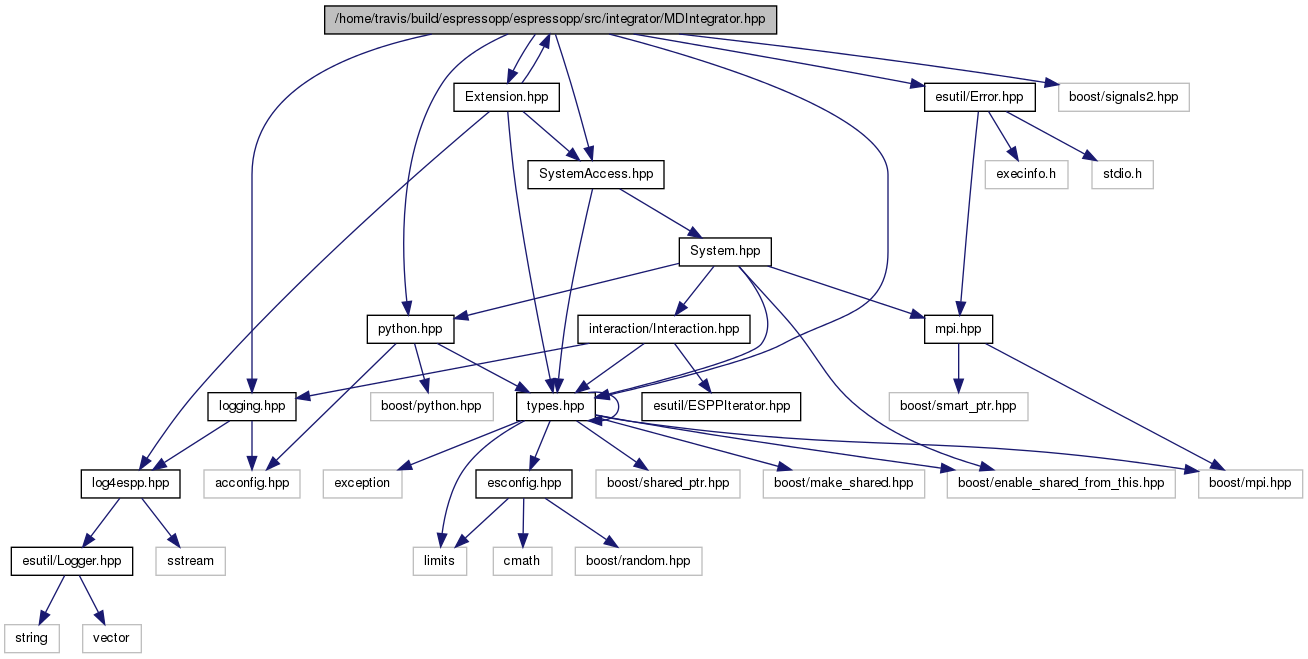 /home/travis/build/espressopp/espressopp/src/integrator/MDIntegrator.hpp
Extension.hpp
esutil/Error.hpp
boost/signals2.hpp
SystemAccess.hpp
execinfo.h
stdio.h
System.hpp
python.hpp
interaction/Interaction.hpp
mpi.hpp
logging.hpp
boost/python.hpp
types.hpp
esutil/ESPPIterator.hpp
boost/smart_ptr.hpp
log4espp.hpp
acconfig.hpp
exception
esconfig.hpp
boost/shared_ptr.hpp
boost/make_shared.hpp
boost/enable_shared_from_this.hpp
boost/mpi.hpp
esutil/Logger.hpp
sstream
limits
cmath
boost/random.hpp
string
vector